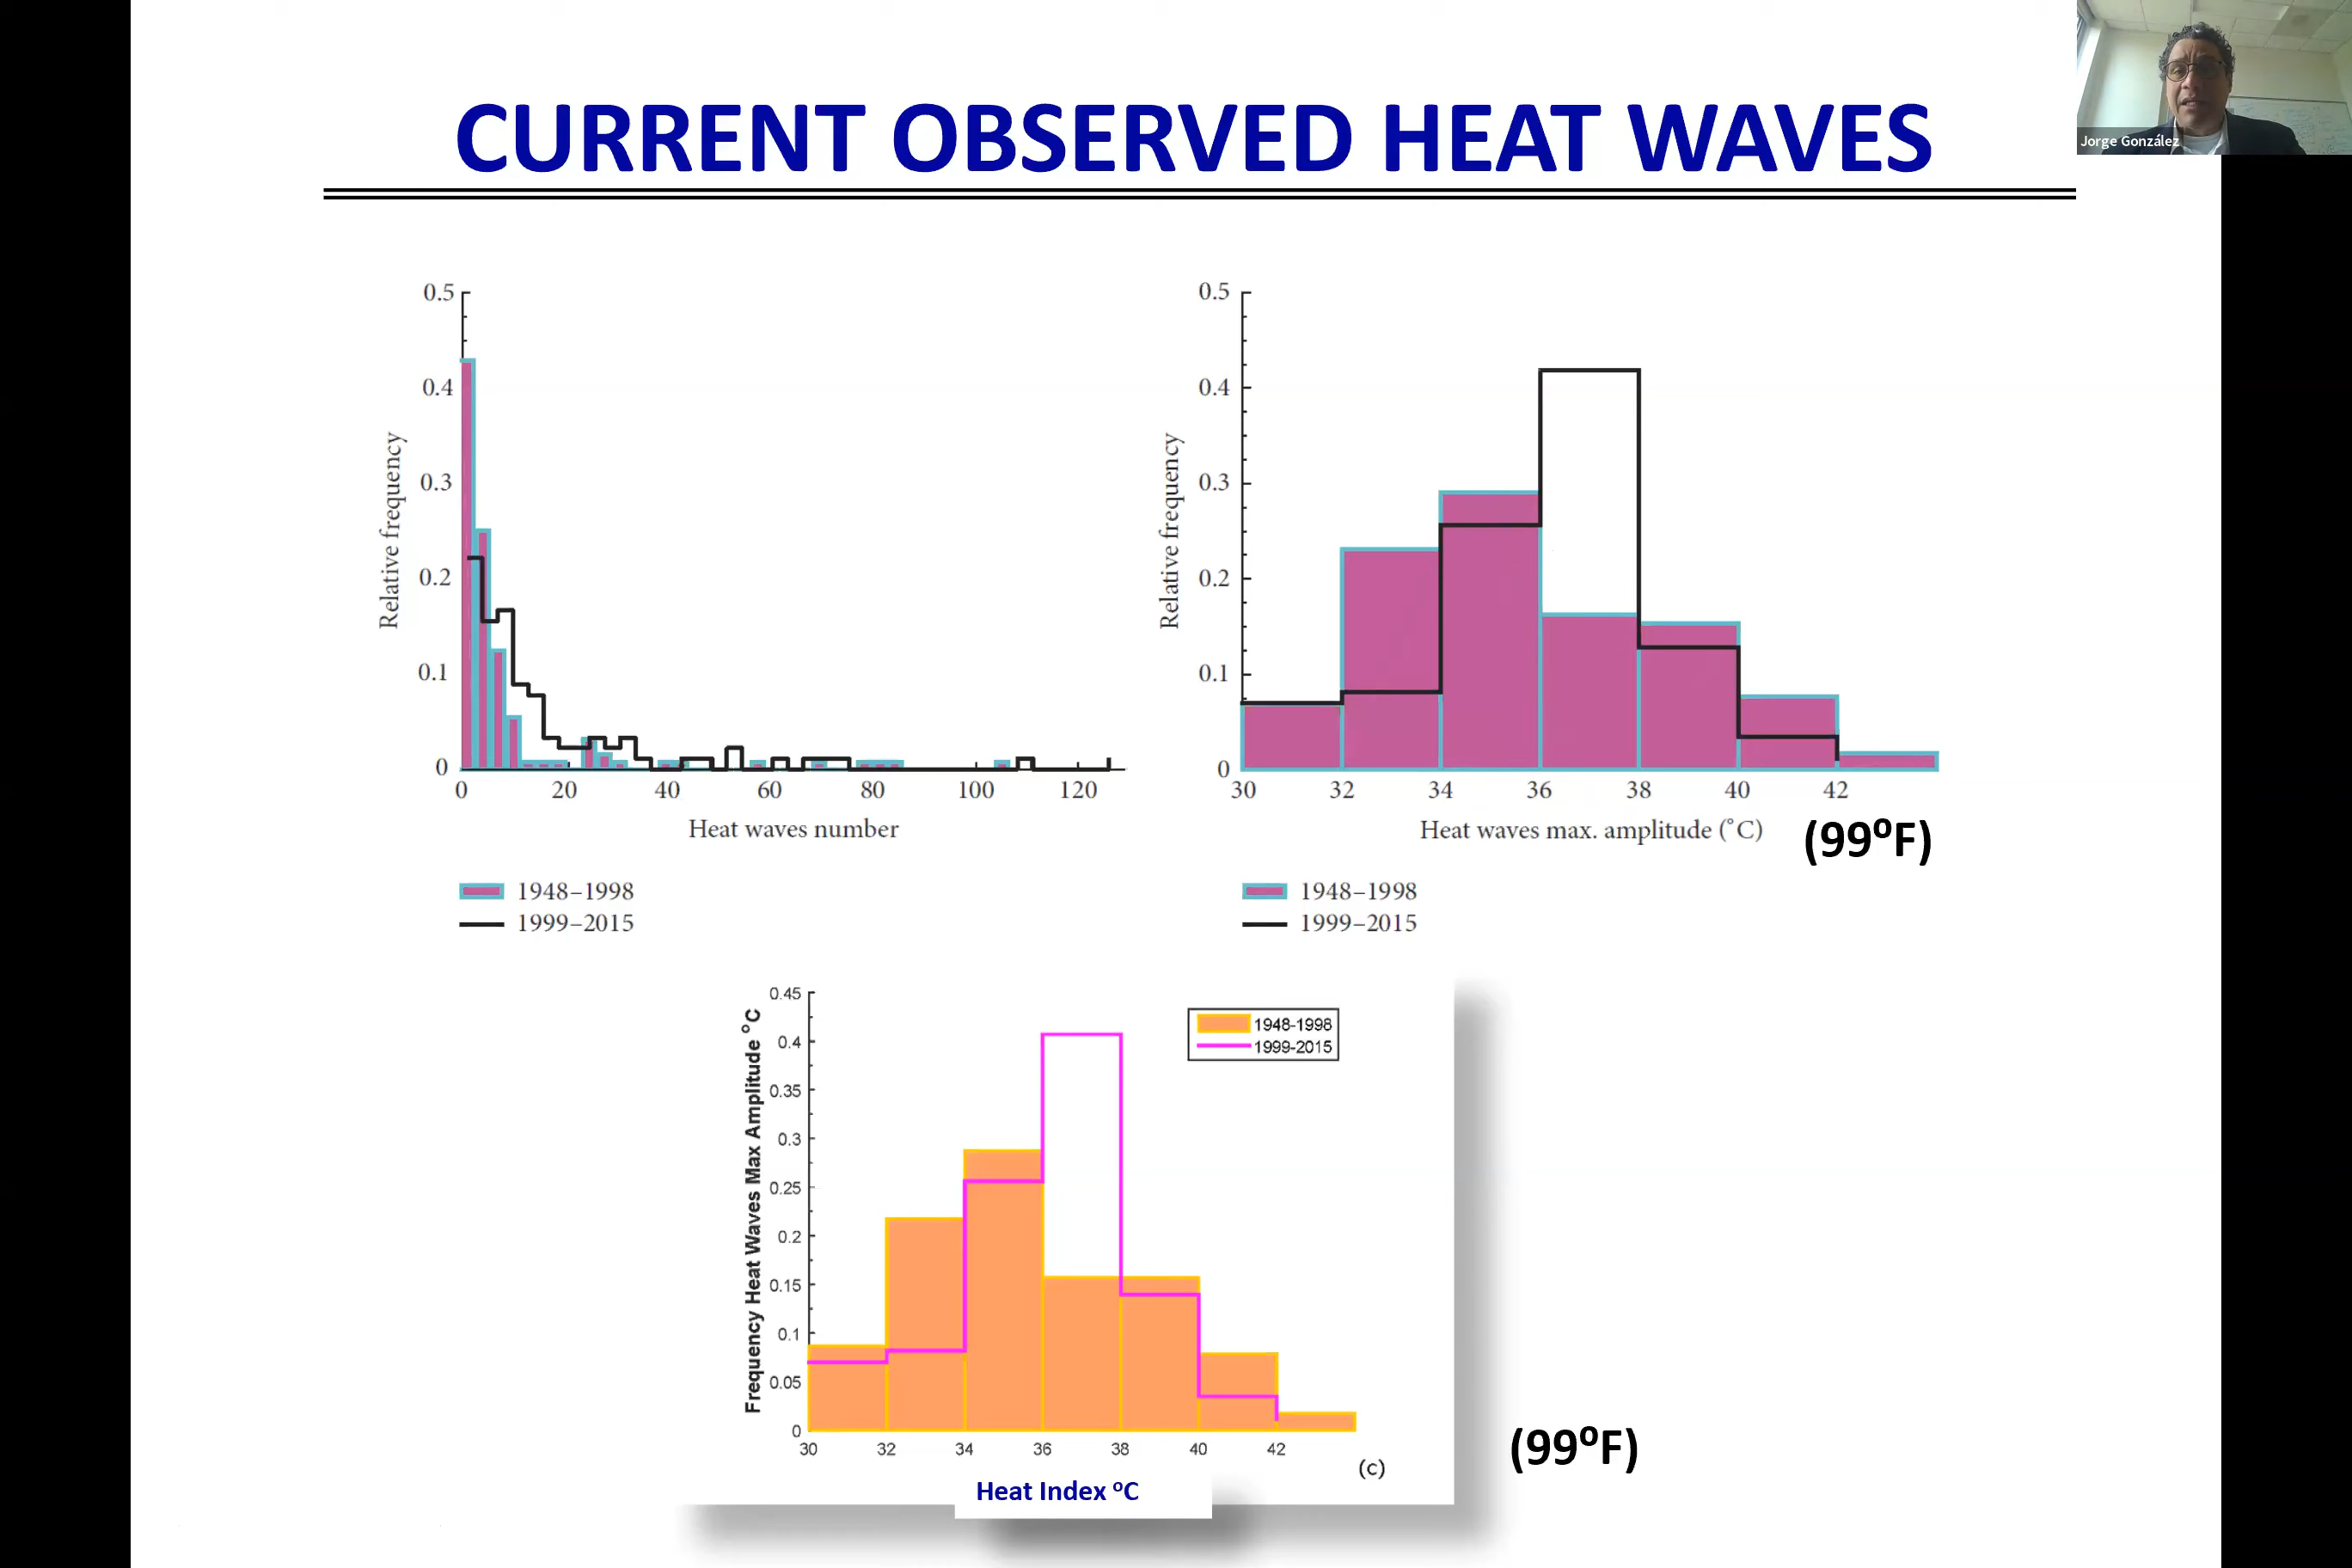 CURRENT OBSERVED HEAT WAVES
Jorge González
0.5
0.4
0.3
0.2
0.1
0
Relative frequency
0 20 40 60 80 100 120
Heat waves number
1948–1998
1999–2015
0.5
0.4
0.3
0.2
0.1
0
Relative frequency
30 32 34 36 38 40 42
Heat waves max. amplitude (°C)
(99ºF)
1948–1998
1999–2015
0.45
0.4
0.35
0.3
0.25
0.2
0.15
0.1
0.05
0
Frequency Heat Waves Max Amplitude °C
1948-1998
1999-2015
30 32 34 36 38 40 42
(c)
Heat Index ºC
(99ºF)